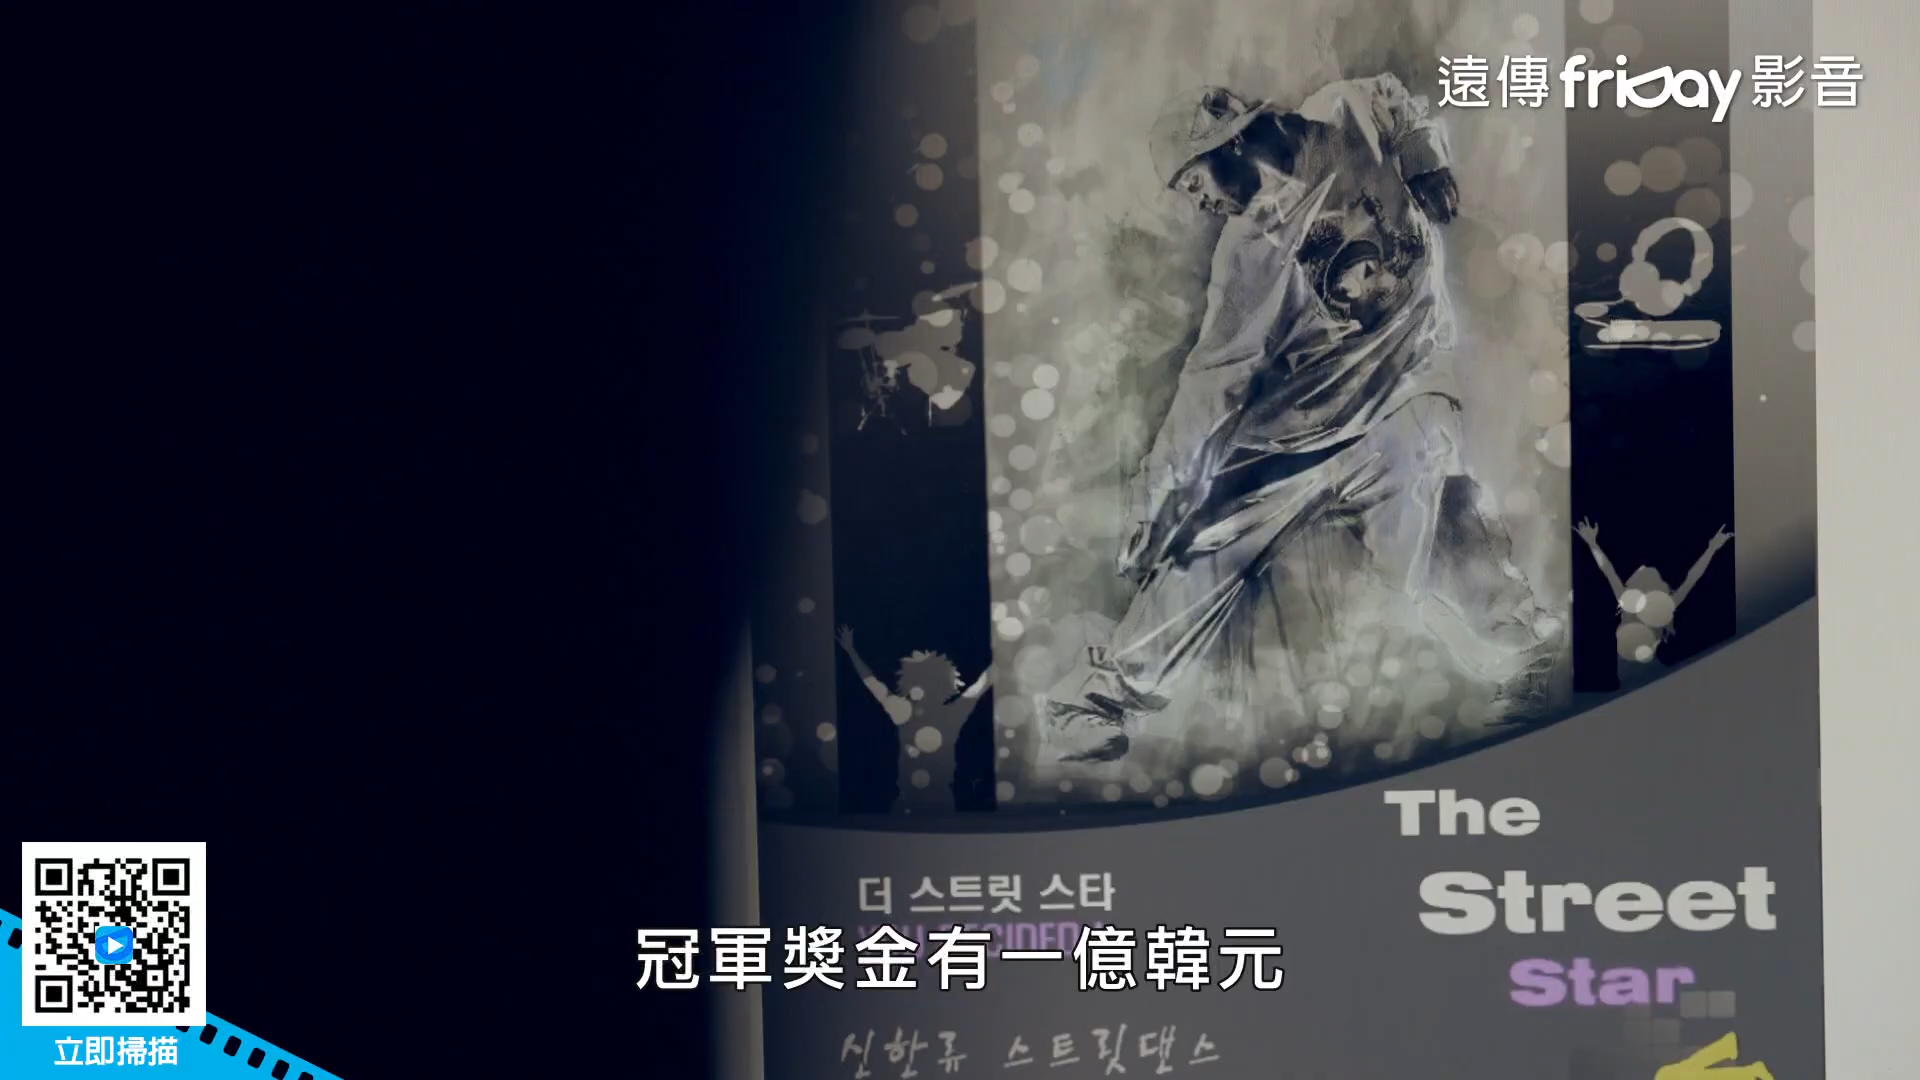 遠傳friDay影音
The
Street
Star
더 스트릿 스타
冠軍獎金有一億韓元
신한류 스트릿댄스
立即掃描